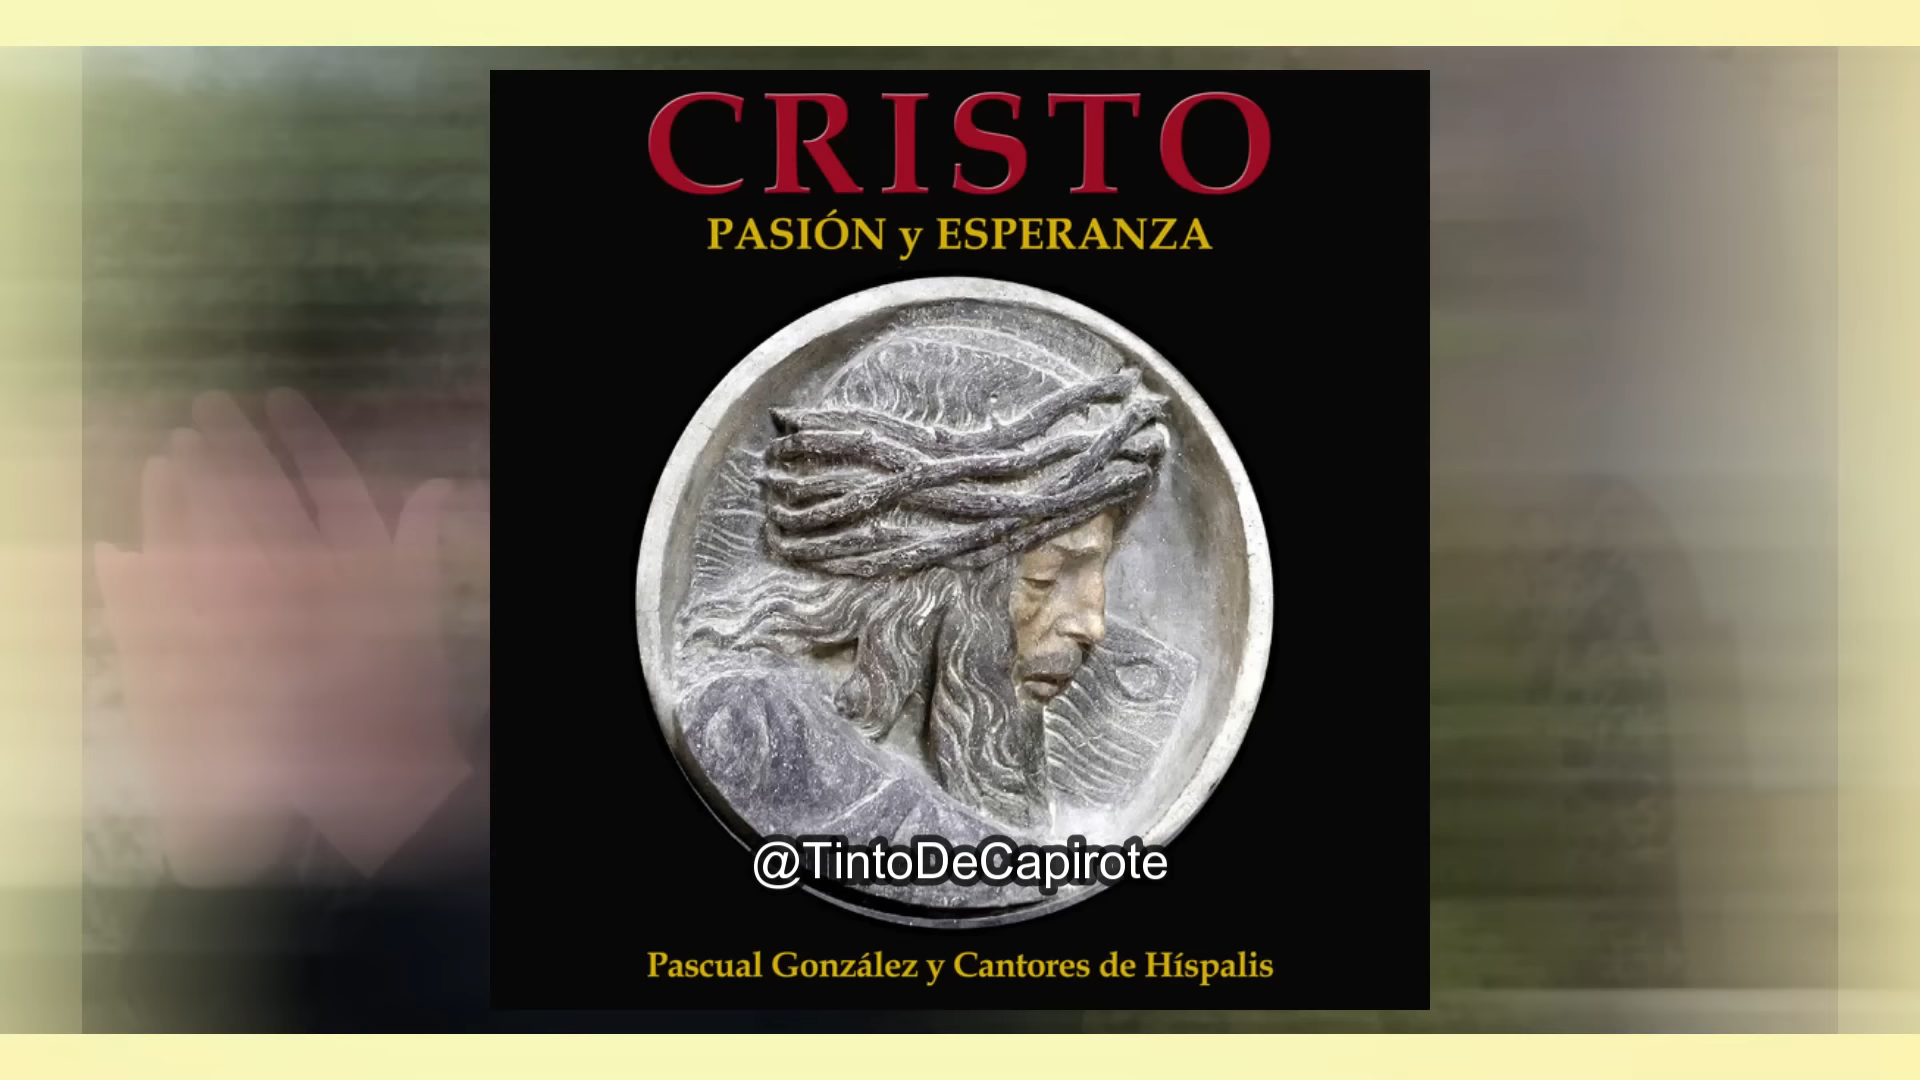 CRISTO
PASIÓN y ESPERANZA
@TintoDeCapirote
Pascual González y Cantores de Híspalis